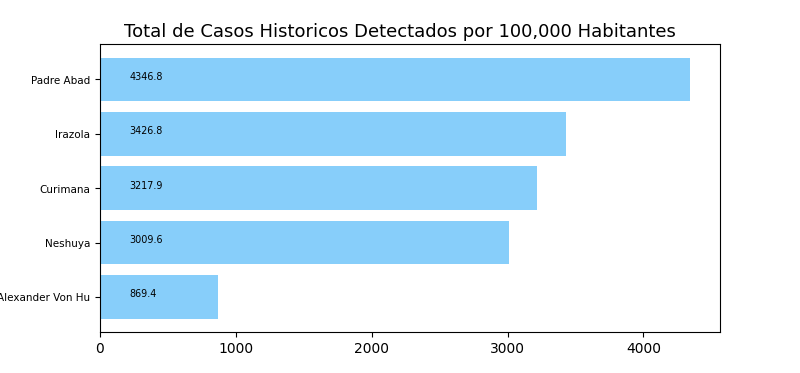 Total de Casos Historicos Detectados por 100,000 Habitantes
Padre Abad 4346.8
Irazola 3426.8
Curimana 3217.9
Neshuya 3009.6
Alexander Von Hu 869.4
0 1000 2000 3000 4000